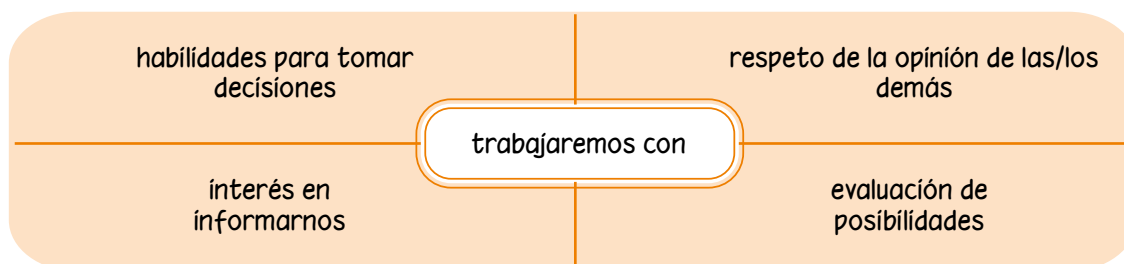 habilidades para tomar
decisiones
respeto de la opinión de las/los
demás
trabajaremos con
interés en
informarnos
evaluación de
posibilidades